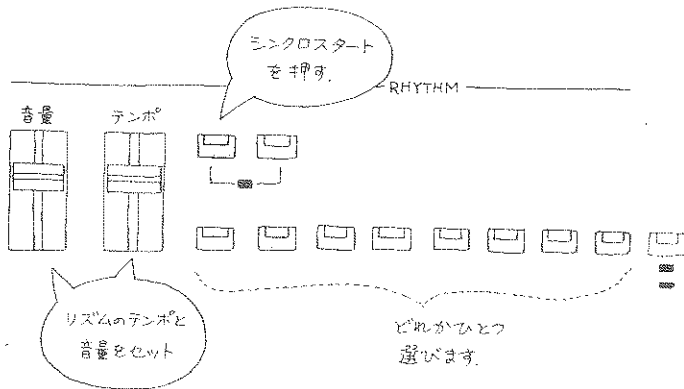 シンクロスタート
を押す.
RHYTHM
音量
テンポ
リズムのテンポと
音量をセット
どれかひとつ
選びます.